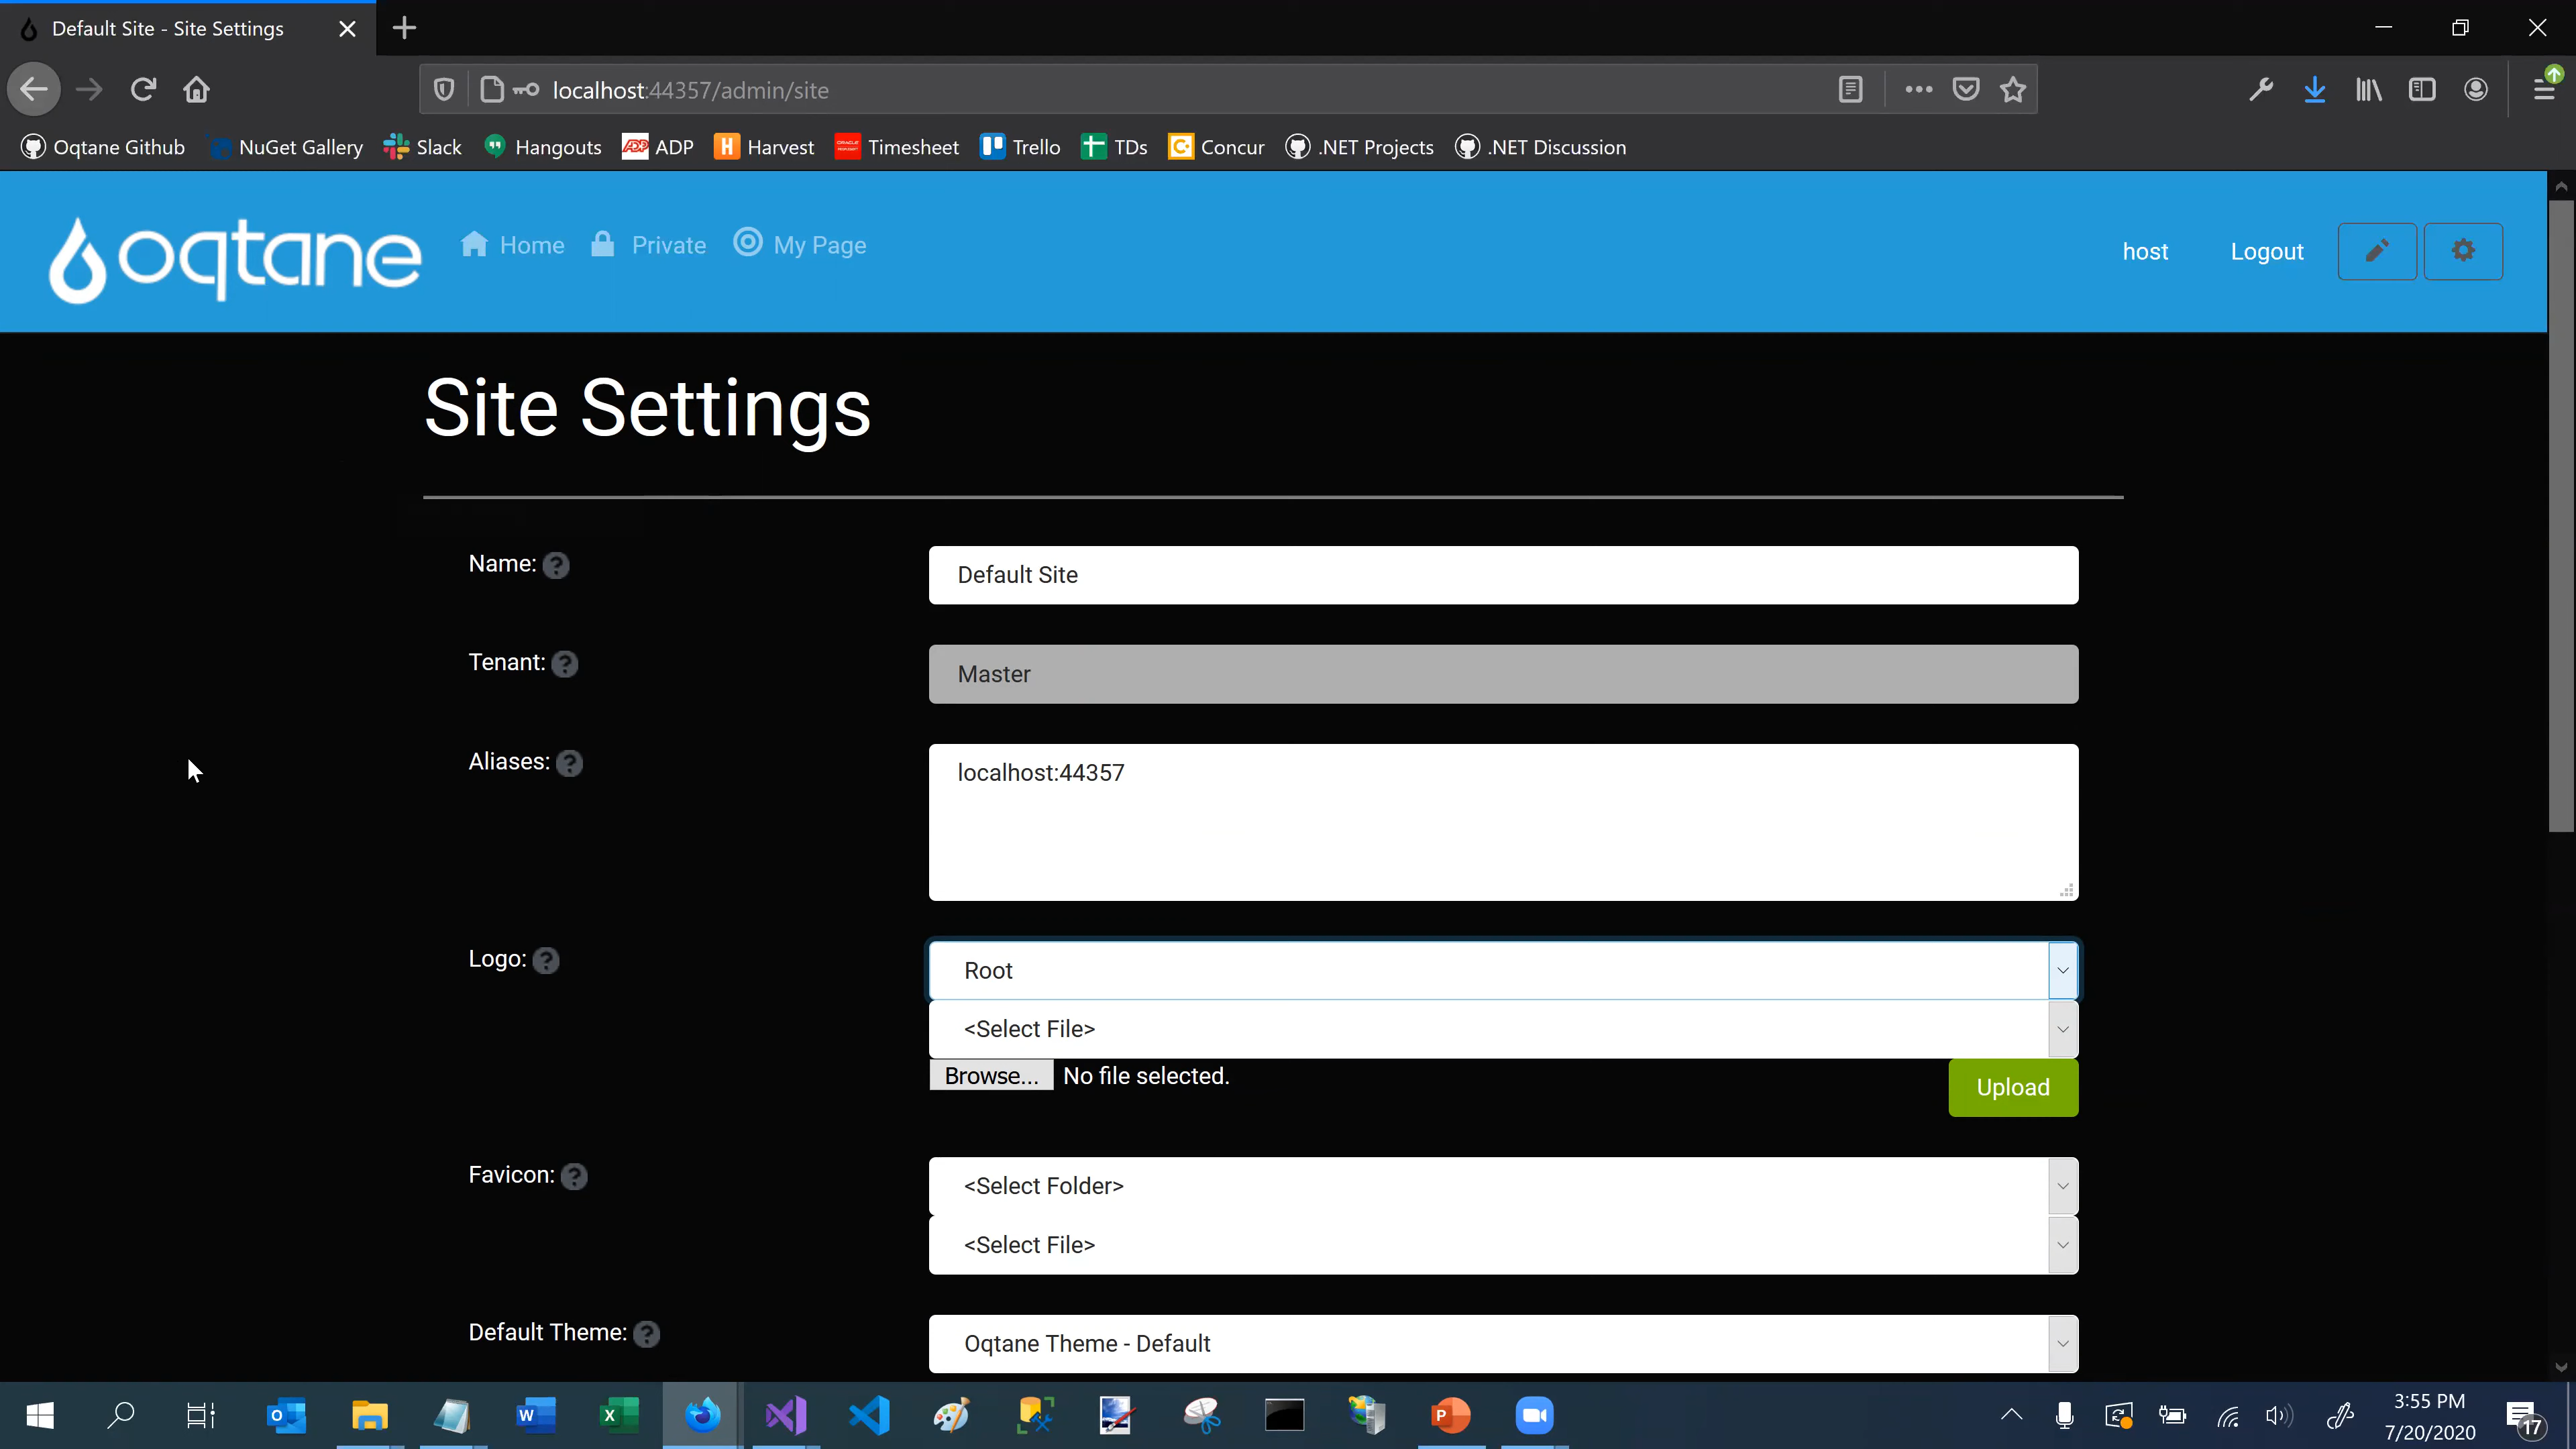 Default Site - Site Settings
localhost:44357/admin/site
Oqtane Github NuGet Gallery Slack Hangouts ADP Harvest Timesheet Trello TDs Concur .NET Projects .NET Discussion
oqtane Home Private My Page host Logout
Site Settings
Name: ? Default Site
Tenant: ? Master
Aliases: ? localhost:44357
Logo: ? Root
<Select File>
Browse... No file selected.
Upload
Favicon: ? <Select Folder>
<Select File>
Default Theme: ? Oqtane Theme - Default
3:55 PM
7/20/2020
17